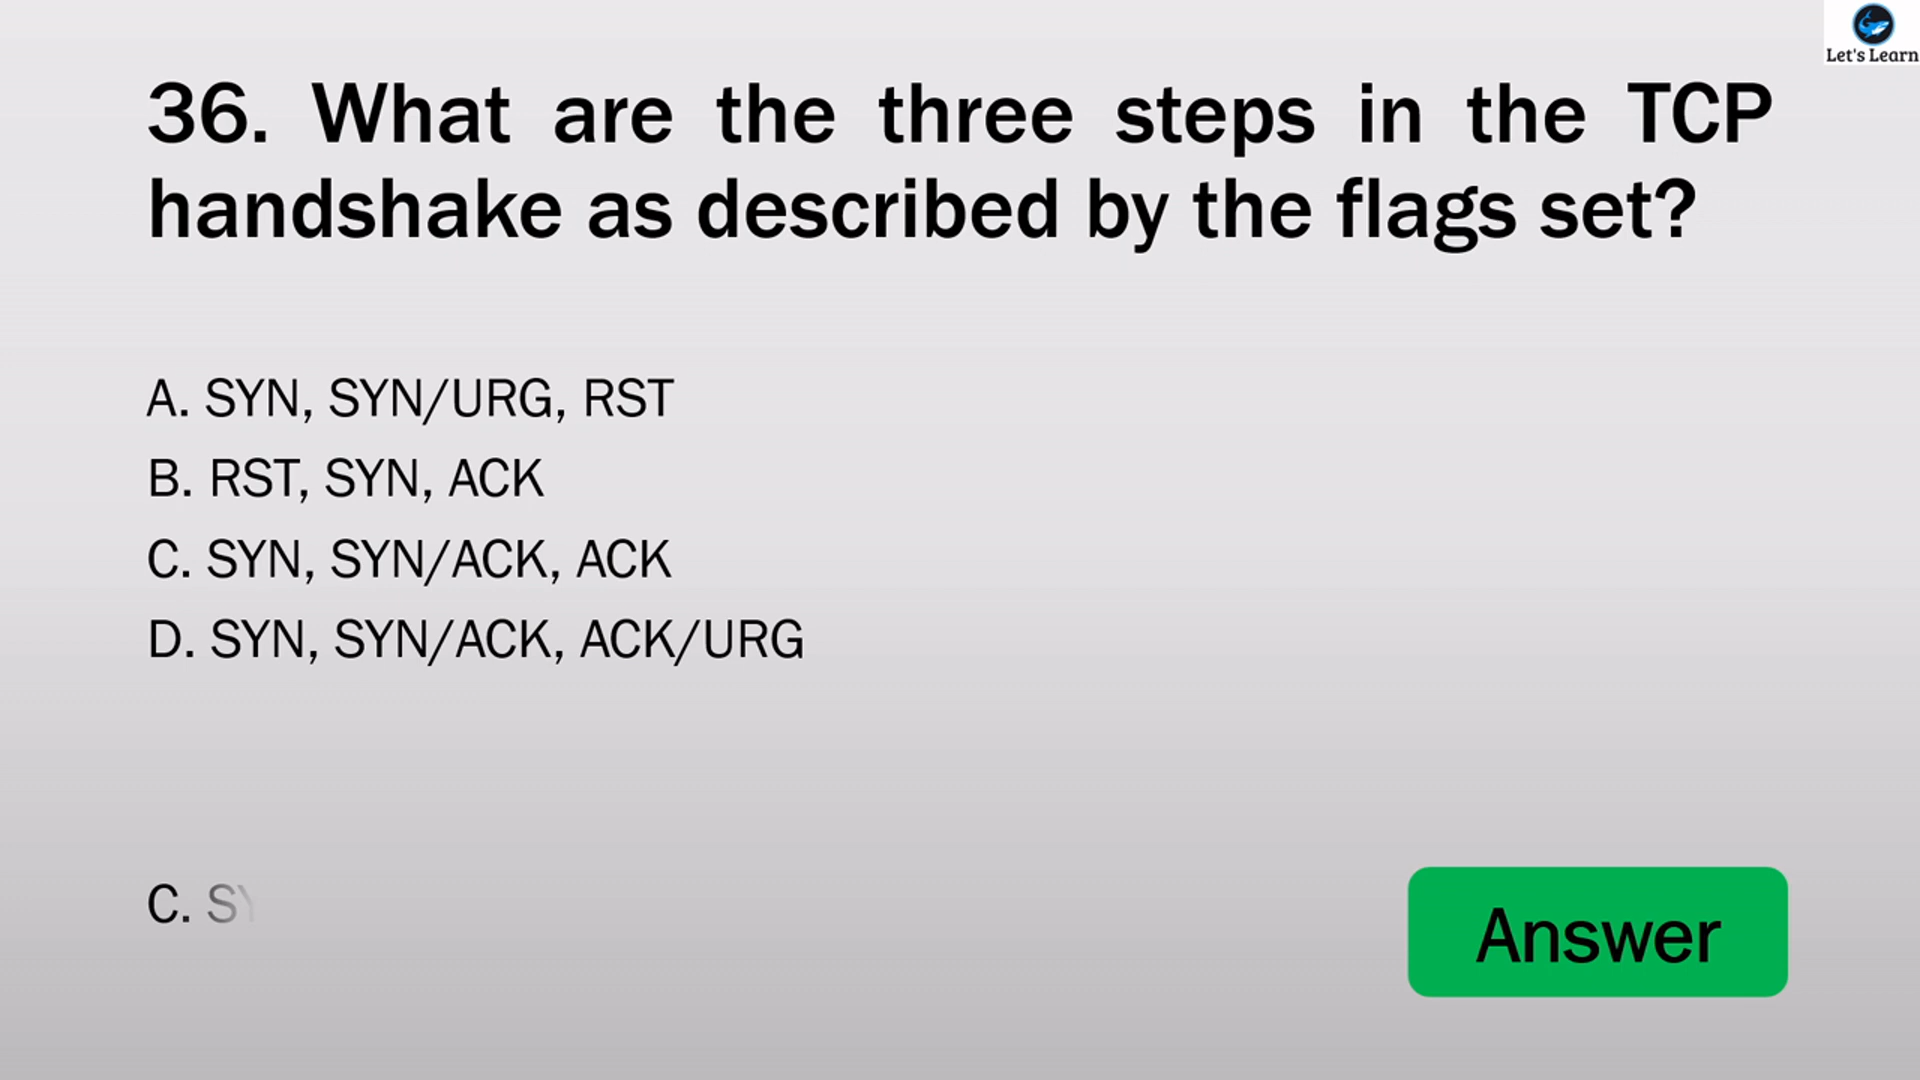 Let's Learn
36. What are the three steps in the TCP
handshake as described by the flags set?
A. SYN, SYN/URG, RST
B. RST, SYN, ACK
C. SYN, SYN/ACK, ACK
D. SYN, SYN/ACK, ACK/URG
C. SY
Answer